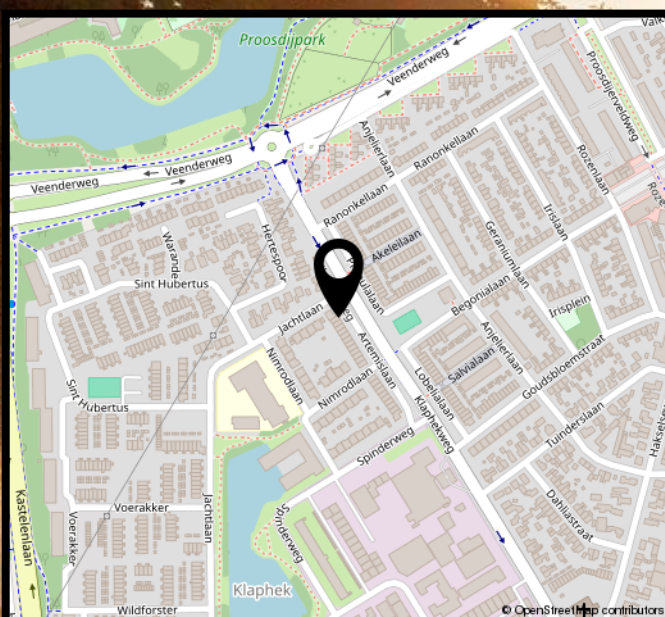 Proosdijpark
Veenderweg
Valk
Proosdijerveldweg
Anjelierlaan
Ranonkellaan
Rozenlaan
Veenderweg
Veenderweg
Ranonkellaan
Irislaan
Warande
Hertespoor
Akeleilaan
Geraniumlaan
Sint Hubertus
Begonialaan
Irisplein
Jachtlaan
Artemislaan
Anjelierlaan
Nimrodlaan
Nimrodlaan
Salvialaan
Goudsbloemstraat
Lobelialaan
Sint Hubertus
Klaphekweg
Tuinderslaan
Spinderweg
Kastelenlaan
Voerakker
Voerakker
Jachtlaan
Spinderweg
Dahliastraat
Klaphek
Wildforster
© OpenStreetMap contributors